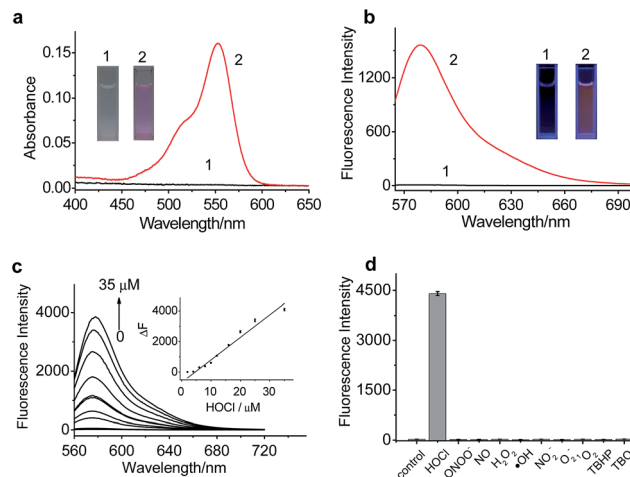 a
b
0.15
0.10
0.05
0.00
Absorbance
1 2
2
1
400 450 500 550 600 650
Wavelength/nm
1200
600
0
Fluorescence Intensity
2
1 2
1
570 600 630 660 690
Wavelength/nm
c
d
4000
2000
0
Fluorescence Intensity
35 μM
0
4000
2000
0
ΔF
0 10 20 30
HOCl / μM
560 600 640 680 720 760
Wavelength/nm
4500
3000
1500
0
Fluorescence Intensity
control
HOCl
ONOO⁻
NO
H₂O₂
•OH
NO₂⁻
O₂⁻
¹O₂
TBHP
TBO